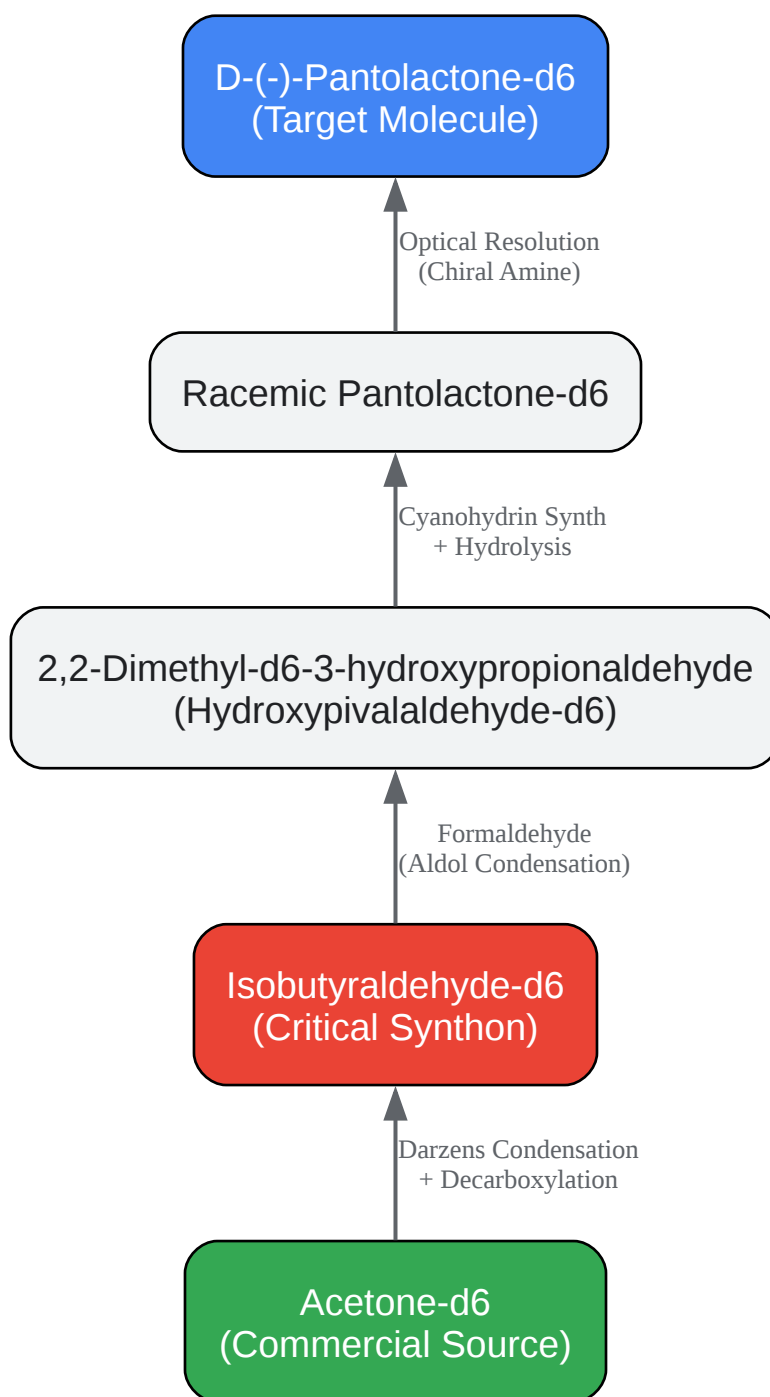 D-(-)-Pantolactone-d6
(Target Molecule)
Optical Resolution
(Chiral Amine)
Racemic Pantolactone-d6
Cyanohydrin Synth
+ Hydrolysis
2,2-Dimethyl-d6-3-hydroxypropionaldehyde
(Hydroxypivalaldehyde-d6)
Formaldehyde
(Aldol Condensation)
Isobutyraldehyde-d6
(Critical Synthon)
Darzens Condensation
+ Decarboxylation
Acetone-d6
(Commercial Source)